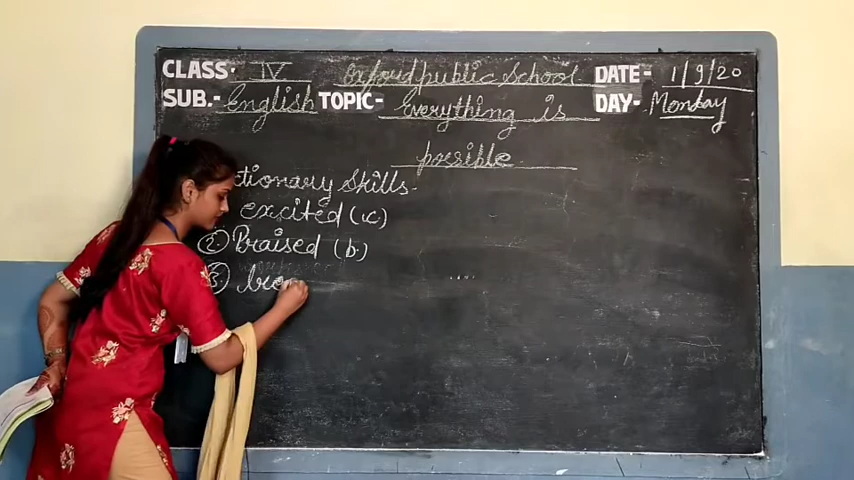 CLASS- IV Oxfoud public School DATE- 1/9/20
SUB.- English TOPIC- Everything is DAY- Monday
possible
ctionary Skills-
excited (c)
2. Praised (b)
3